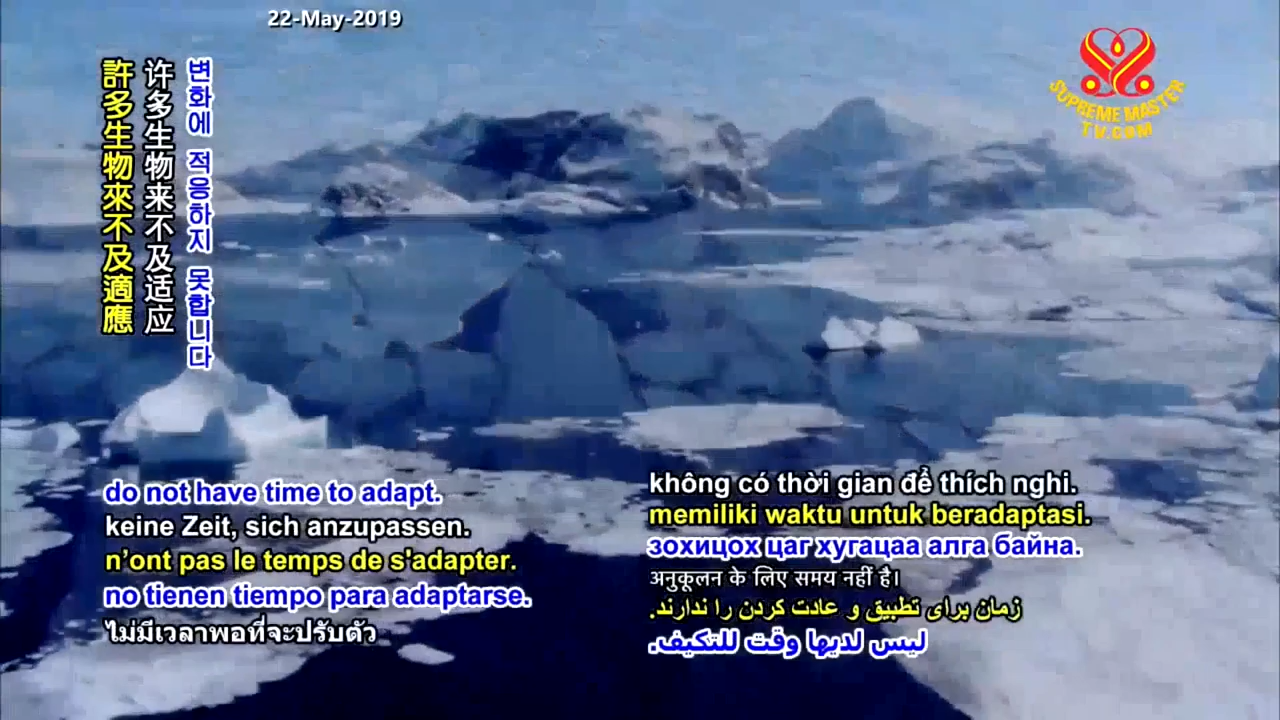 22-May-2019
SUPREME MASTER
TV.COM
變化에 적응하지 못합니다
许多生物来不及适应
許多生物來不及適應
do not have time to adapt.
keine Zeit, sich anzupassen.
n’ont pas le temps de s'adapter.
no tienen tiempo para adaptarse.
ไม่มีเวลาพอที่จะปรับตัว
không có thời gian để thích nghi.
memiliki waktu untuk beradaptasi.
зохицох цаг хугацаа алга байна.
अनुकूलन के लिए समय नहीं है।
زمان برای تطبیق و عادت کردن را ندارند.
ليس لديها وقت للتكيف.